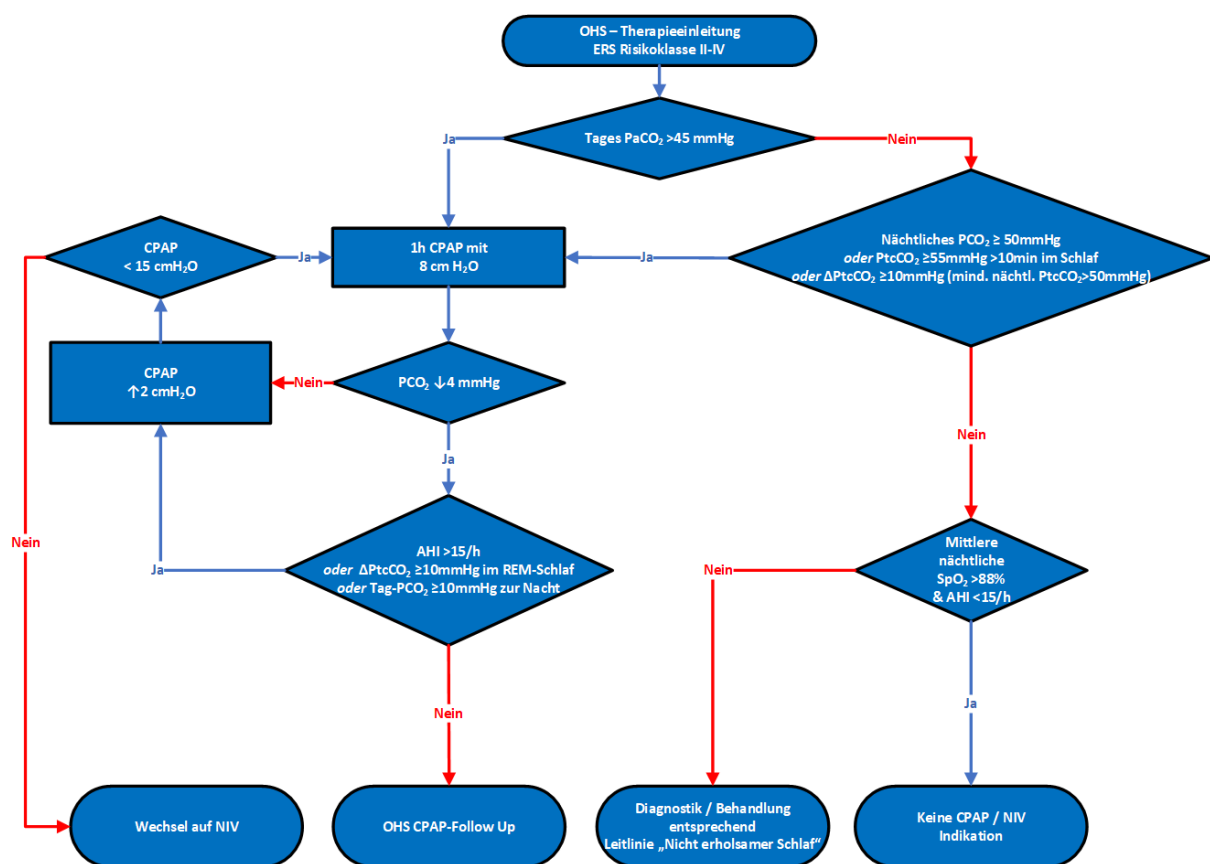 OHS – Therapieeinleitung
ERS Risikoklasse II-IV
Tages PaCO₂ >45 mmHg
Ja
Nein
CPAP
< 15 cmH₂O
Ja
1h CPAP mit
8 cm H₂O
Ja
Nächtliches PCO₂ ≥ 50mmHg
oder PtcCO₂ ≥55mmHg >10min im Schlaf
oder ΔPtcCO₂ ≥10mmHg (mind. nächtl. PtcCO₂>50mmHg)
CPAP
↑2 cmH₂O
Nein
PCO₂ ↓4 mmHg
Ja
Nein
Nein
AHI >15/h
oder ΔPtcCO₂ ≥10mmHg im REM-Schlaf
oder Tag-PCO₂ ≥10mmHg zur Nacht
Ja
Nein
Mittlere
nächtliche
SpO₂ >88%
& AHI <15/h
Nein
Nein
Ja
Wechsel auf NIV
OHS CPAP-Follow Up
Diagnostik / Behandlung
entsprechend
Leitlinie „Nicht erholsamer Schlaf“
Keine CPAP / NIV
Indikation